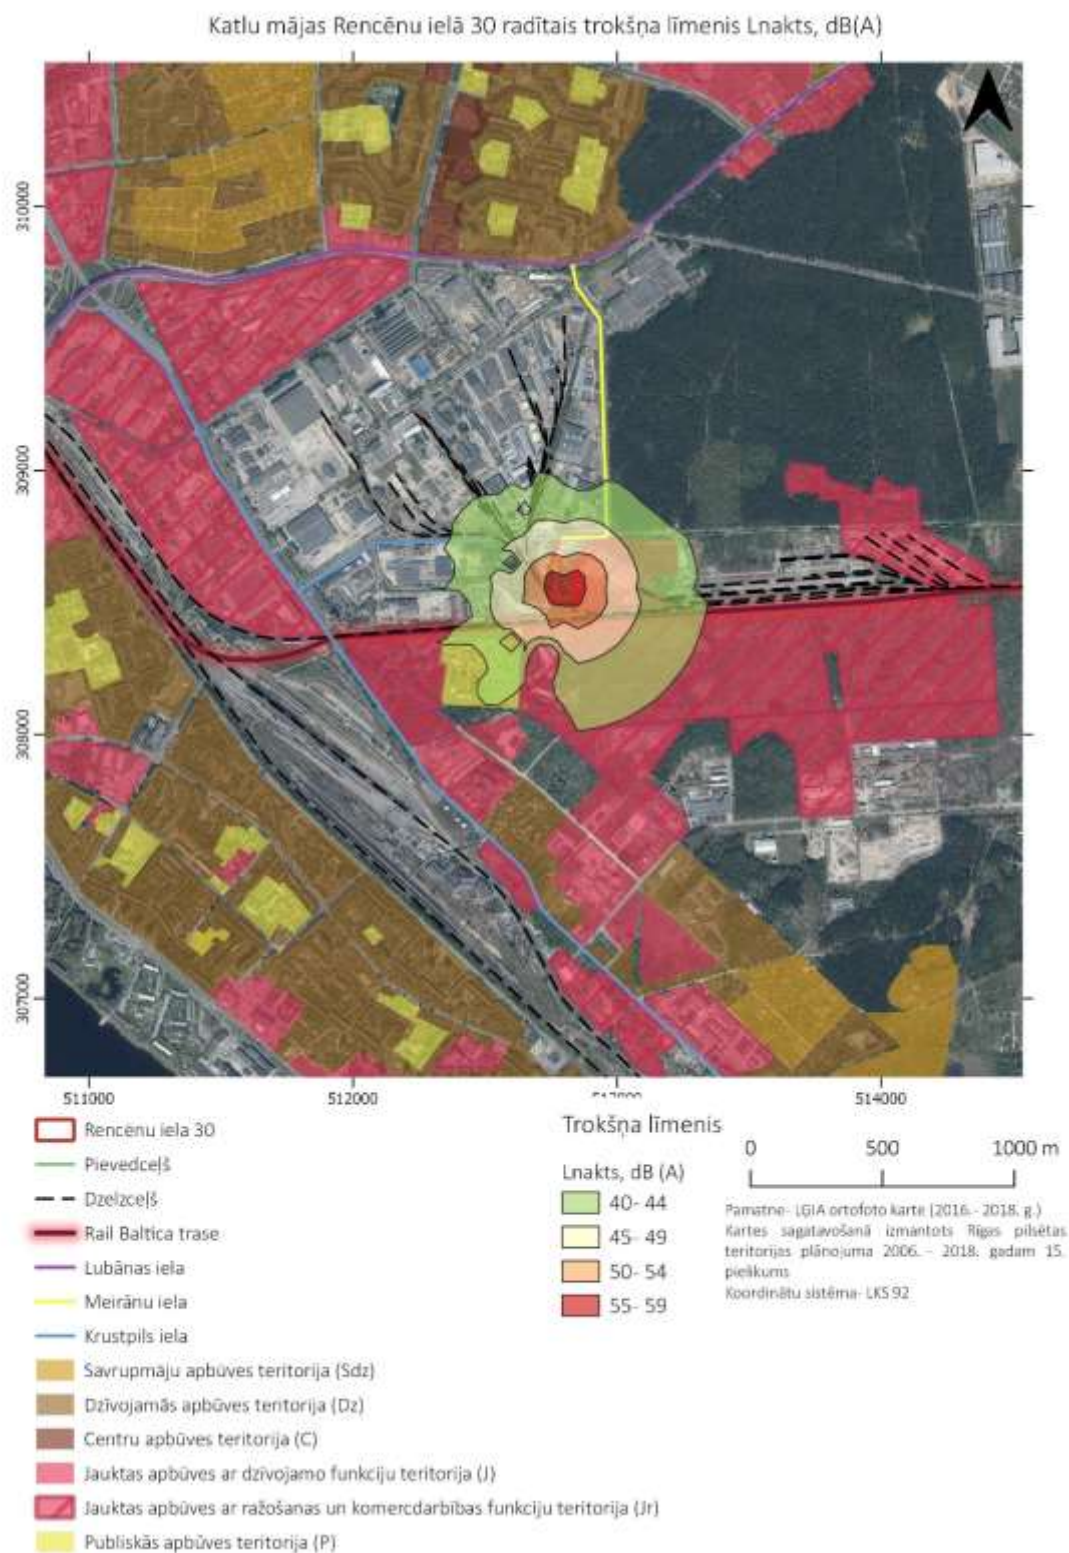 Katlu mājas Rencēnu ielā 30 radītais trokšņa līmenis Lnakts, dB(A)
310000
309000
308000
307000
511000
512000
514000
Rencēnu iela 30
Pievedceļš
Dzelzceļš
Rail Baltica trase
Lubānas iela
Meirānu iela
Krustpils iela
Savrupmāju apbūves teritorija (Sdz)
Dzīvojamās apbūves teritorija (Dz)
Centru apbūves teritorija (C)
Jauktas apbūves ar dzīvojamo funkciju teritorija (J)
Jauktas apbūves ar ražošanas un komercdarbības funkciju teritorija (Jr)
Publiskās apbūves teritorija (P)
Trokšņa līmenis
Lnakts, dB (A)
40- 44
45- 49
50- 54
55- 59
0 500 1000 m
Pamatne- LĢIA ortofoto karte (2016.- 2018. g.)
Kartes sagatavošanā izmantots Rīgas pilsētas
teritorijas plānojuma 2006. - 2018. gadam 15.
pielikums
Koordinātu sistēma- LKS 92